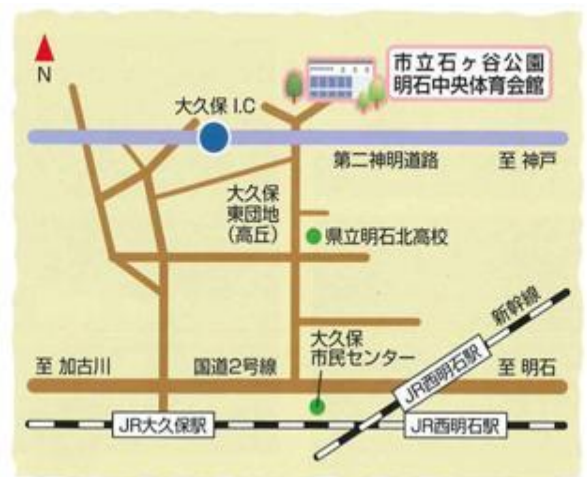 N
市立石ヶ谷公園
明石中央体育会館
大久保 I.C
第二神明道路
至 神戸
大久保
東団地
(高丘)
県立明石北高校
新幹線
大久保
市民センター
至 加古川
国道2号線
JR西明石駅
至 明石
JR大久保駅
JR西明石駅